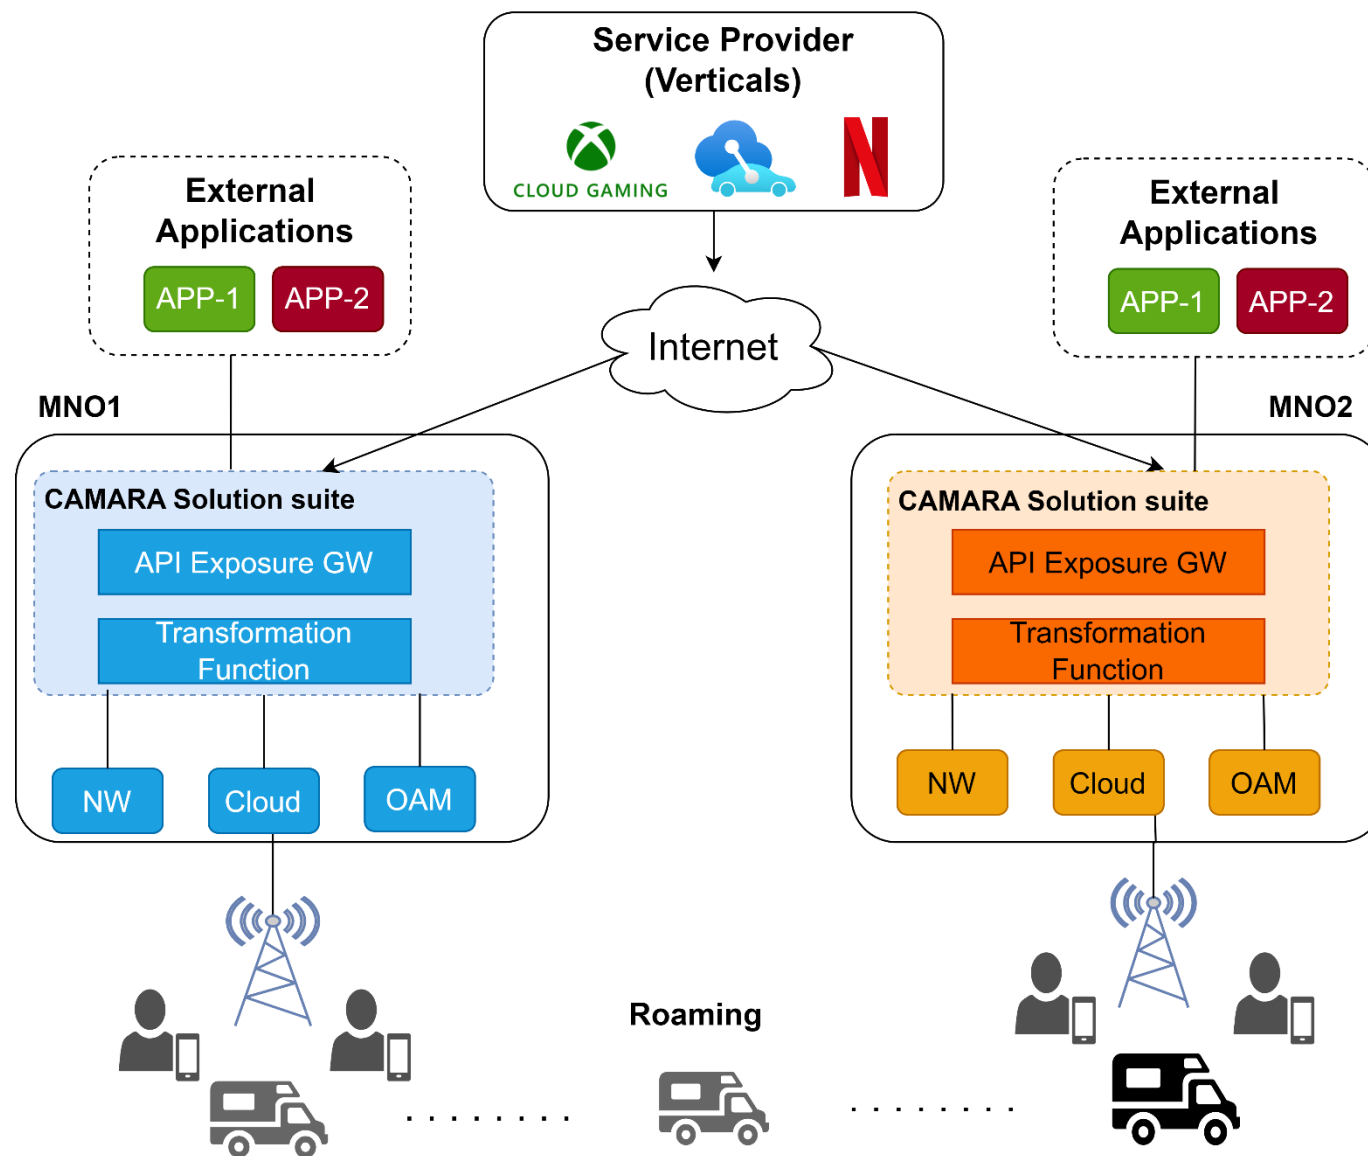 Service Provider
(Verticals)
CLOUD GAMING
N
External
Applications
APP-1
APP-2
External
Applications
APP-1
APP-2
Internet
MNO1
MNO2
CAMARA Solution suite
API Exposure GW
Transformation
Function
NW
Cloud
OAM
CAMARA Solution suite
API Exposure GW
Transformation
Function
NW
Cloud
OAM
Roaming